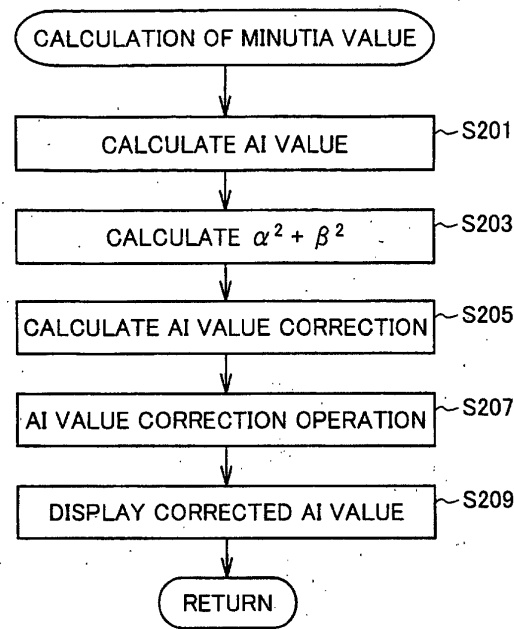 CALCULATION OF MINUTIA VALUE
CALCULATE AI VALUE
S201
CALCULATE α² + β²
S203
CALCULATE AI VALUE CORRECTION
S205
AI VALUE CORRECTION OPERATION
S207
DISPLAY CORRECTED AI VALUE
S209
RETURN